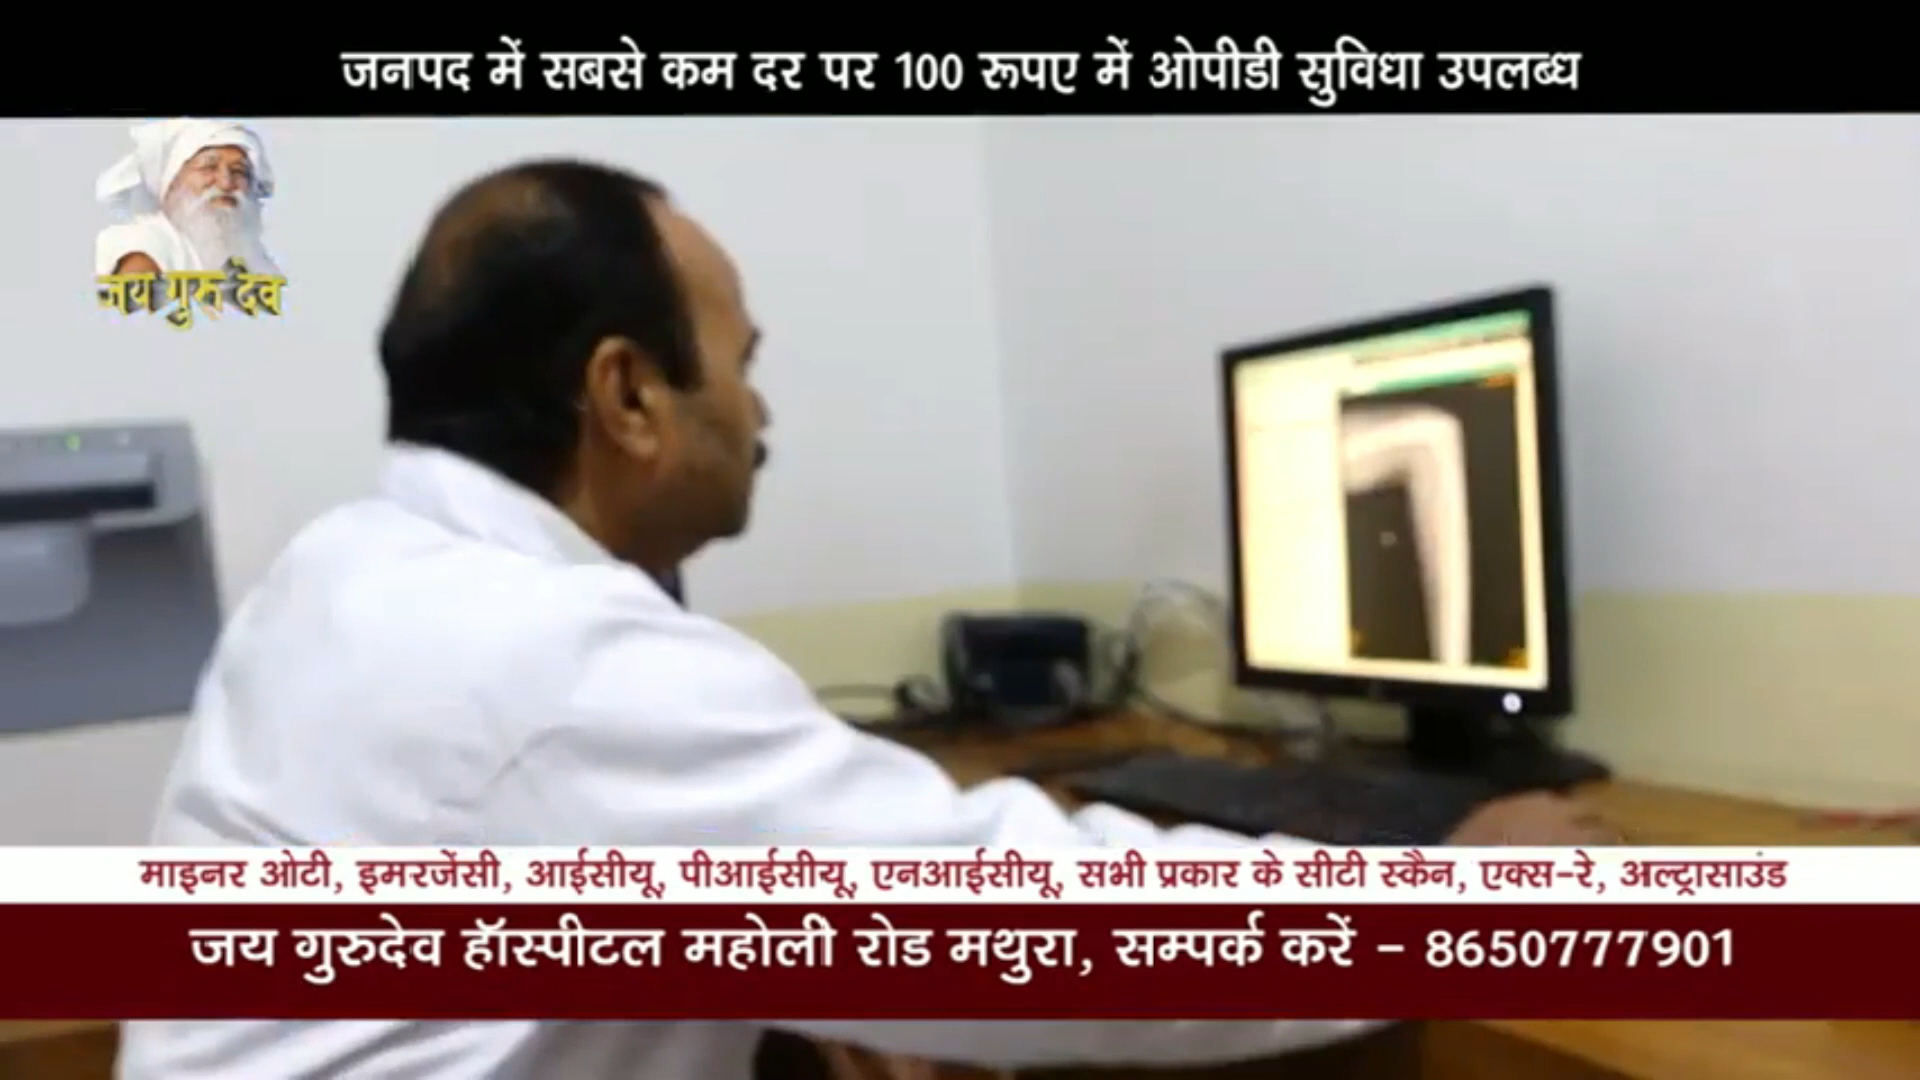 जनपद में सबसे कम दर पर 100 रूपए में ओपीडी सुविधा उपलब्ध
जय गुरु देव
माइनर ओटी, इमरजेंसी, आईसीयू, पीआईसीयू, एनआईसीयू, सभी प्रकार के सीटी स्कैन, एक्स-रे, अल्ट्रासाउंड
जय गुरुदेव हॉस्पीटल महोली रोड मथुरा, सम्पर्क करें - 8650777901